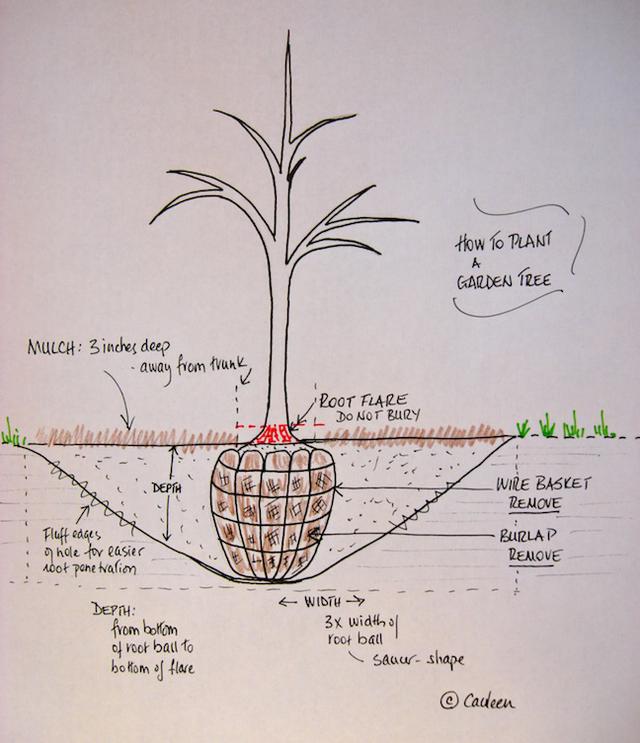 HOW TO PLANT
A
GARDEN TREE
MULCH: 3 inches deep
- away from trunk
ROOT FLARE
DO NOT BURY
DEPTH
WIRE BASKET
REMOVE
BURLAP
REMOVE
Fluff edges
of hole for easier
root penetration
WIDTH
3x width of
root ball
saucer-shape
DEPTH:
from bottom
of root ball to
bottom of flare
© Cauleen